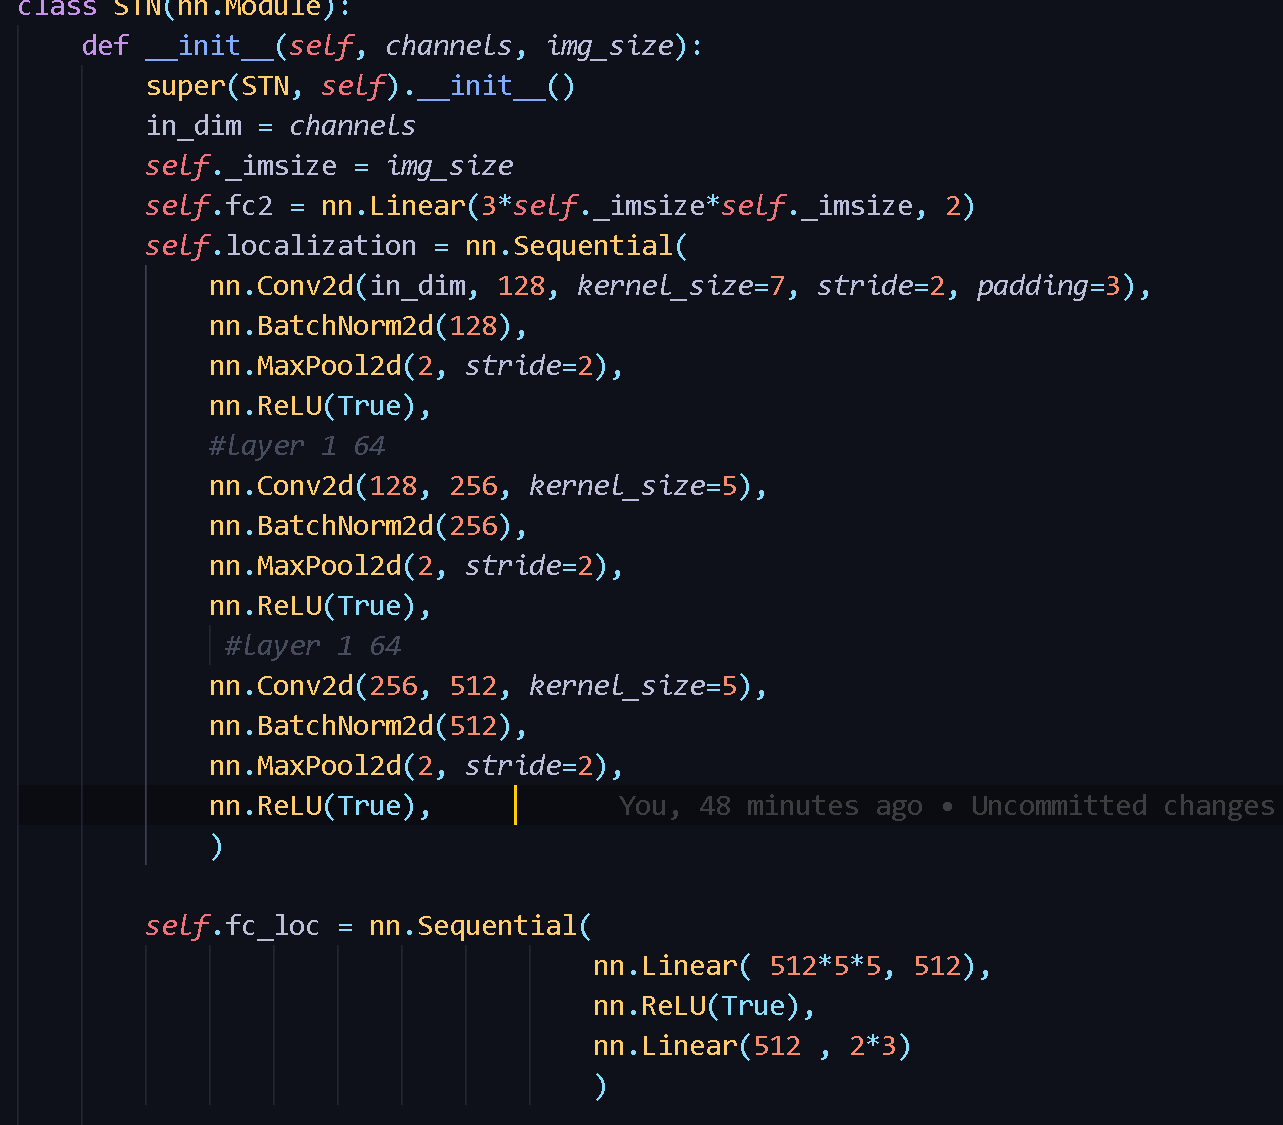 class STN(nn.Module):
def __init__(self, channels, img_size):
super(STN, self).__init__()
in_dim = channels
self._imsize = img_size
self.fc2 = nn.Linear(3*self._imsize*self._imsize, 2)
self.localization = nn.Sequential(
nn.Conv2d(in_dim, 128, kernel_size=7, stride=2, padding=3),
nn.BatchNorm2d(128),
nn.MaxPool2d(2, stride=2),
nn.ReLU(True),
#layer 1 64
nn.Conv2d(128, 256, kernel_size=5),
nn.BatchNorm2d(256),
nn.MaxPool2d(2, stride=2),
nn.ReLU(True),
#layer 1 64
nn.Conv2d(256, 512, kernel_size=5),
nn.BatchNorm2d(512),
nn.MaxPool2d(2, stride=2),
nn.ReLU(True), You, 48 minutes ago • Uncommitted changes
)
self.fc_loc = nn.Sequential(
nn.Linear( 512*5*5, 512),
nn.ReLU(True),
nn.Linear(512 , 2*3)
)